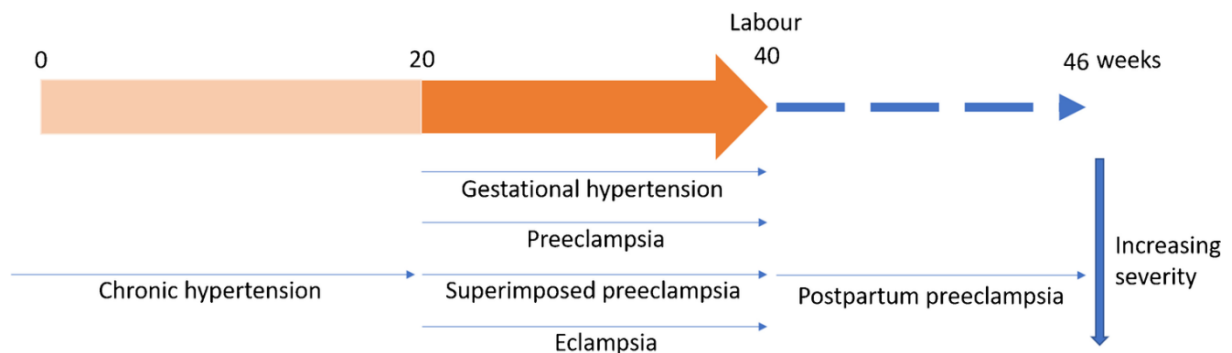 Labour
0
20
40
46 weeks
Gestational hypertension
Preeclampsia
Chronic hypertension
Superimposed preeclampsia
Postpartum preeclampsia
Increasing
severity
Eclampsia